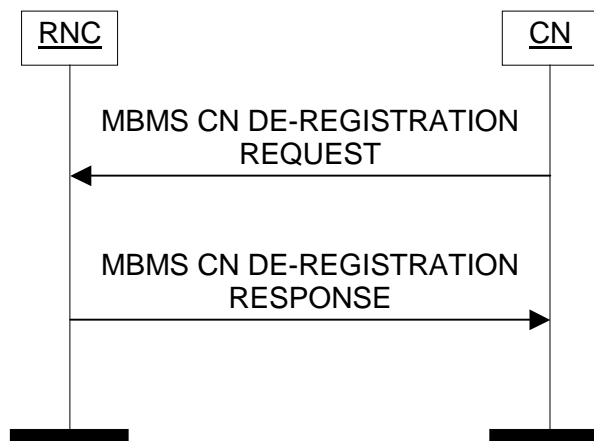 RNC
CN
MBMS CN DE-REGISTRATION
REQUEST
MBMS CN DE-REGISTRATION
RESPONSE